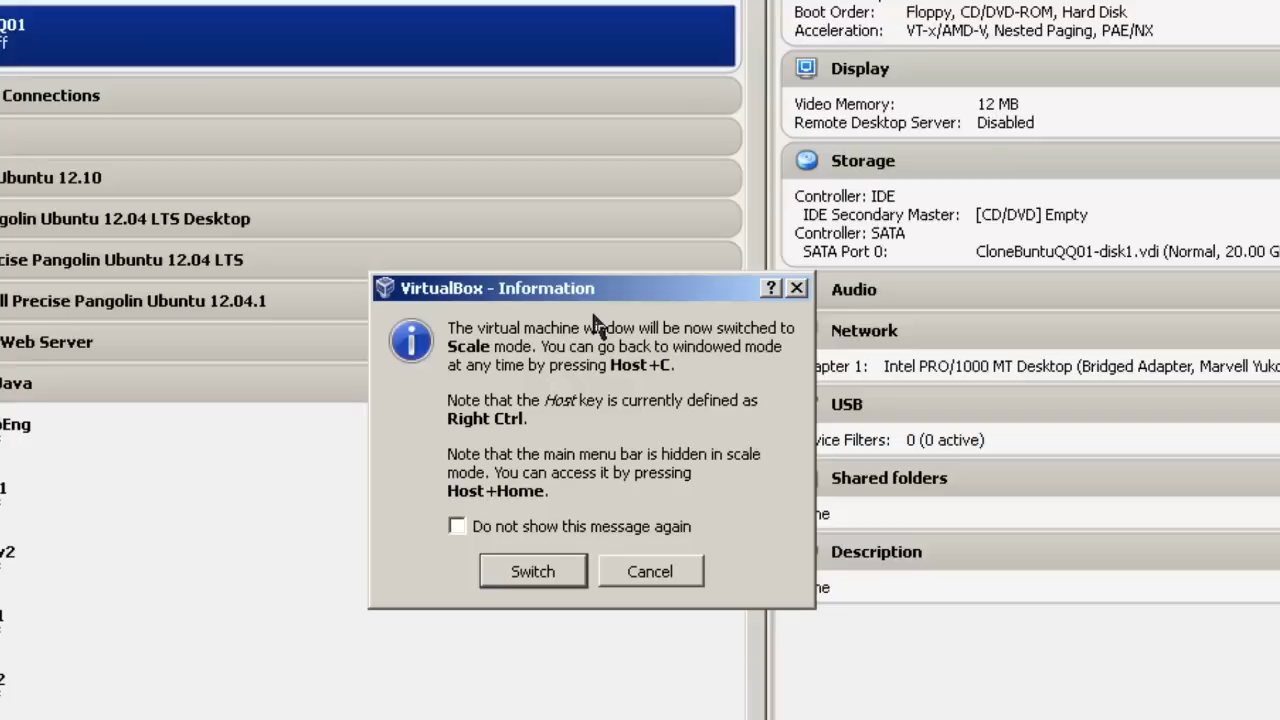 Q01
ff
Connections
Ubuntu 12.10
golin Ubuntu 12.04 LTS Desktop
cise Pangolin Ubuntu 12.04 LTS
ll Precise Pangolin Ubuntu 12.04.1
Web Server
Java
oEng
1
y2
1
2
Boot Order: Floppy, CD/DVD-ROM, Hard Disk
Acceleration: VT-x/AMD-V, Nested Paging, PAE/NX
Display
Video Memory: 12 MB
Remote Desktop Server: Disabled
Storage
Controller: IDE
IDE Secondary Master: [CD/DVD] Empty
Controller: SATA
SATA Port 0: CloneBuntuQQ01-disk1.vdi (Normal, 20.00 G
Audio
Network
apter 1: Intel PRO/1000 MT Desktop (Bridged Adapter, Marvell Yuko
USB
vice Filters: 0 (0 active)
Shared folders
ne
Description
ne
VirtualBox - Information
The virtual machine window will be now switched to
Scale mode. You can go back to windowed mode
at any time by pressing Host+C.
Note that the Host key is currently defined as
Right Ctrl.
Note that the main menu bar is hidden in scale
mode. You can access it by pressing
Host+Home.
Do not show this message again
Switch
Cancel